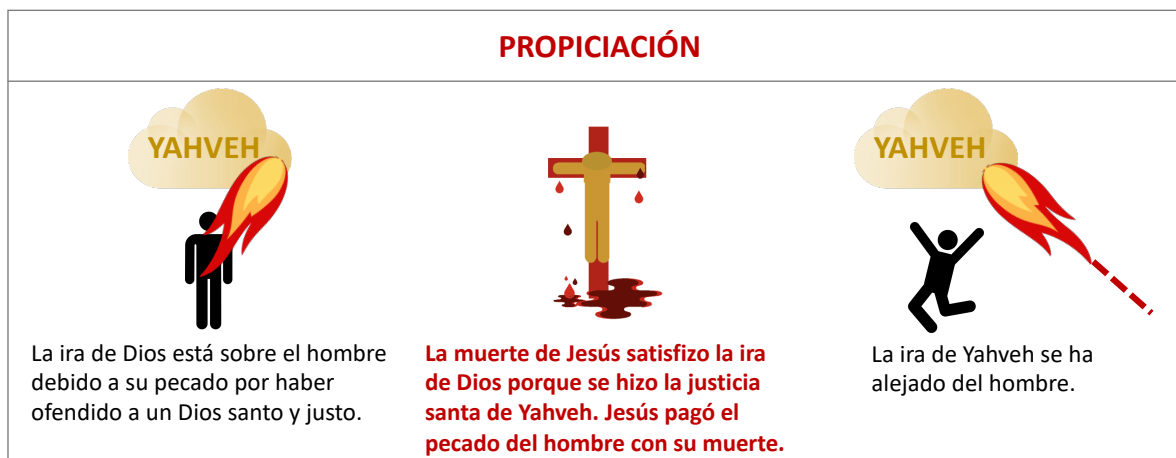 PROPICIACIÓN
YAHVEH
La ira de Dios está sobre el hombre
debido a su pecado por haber
ofendido a un Dios santo y justo.
La muerte de Jesús satisfizo la ira
de Dios porque se hizo la justicia
santa de Yahveh. Jesús pagó el
pecado del hombre con su muerte.
YAHVEH
La ira de Yahveh se ha
alejado del hombre.